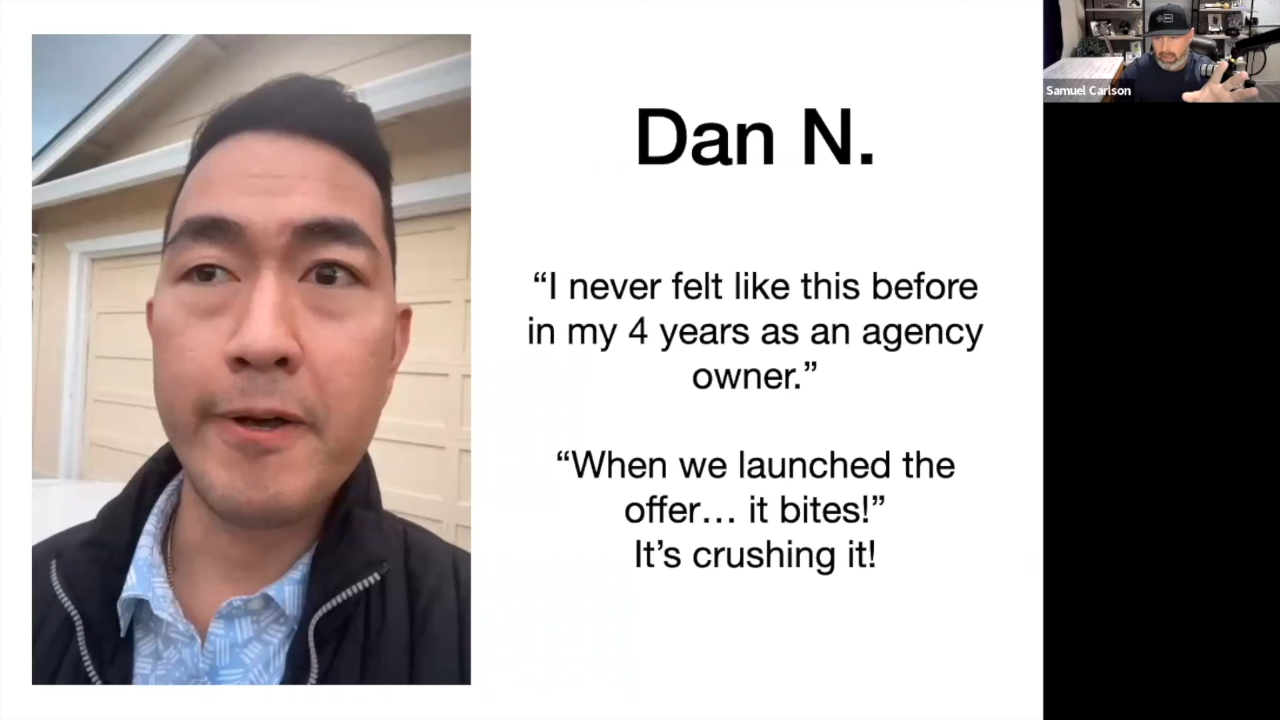 Dan N.
“I never felt like this before
in my 4 years as an agency
owner.”
“When we launched the
offer… it bites!”
It’s crushing it!
Samuel Carlson